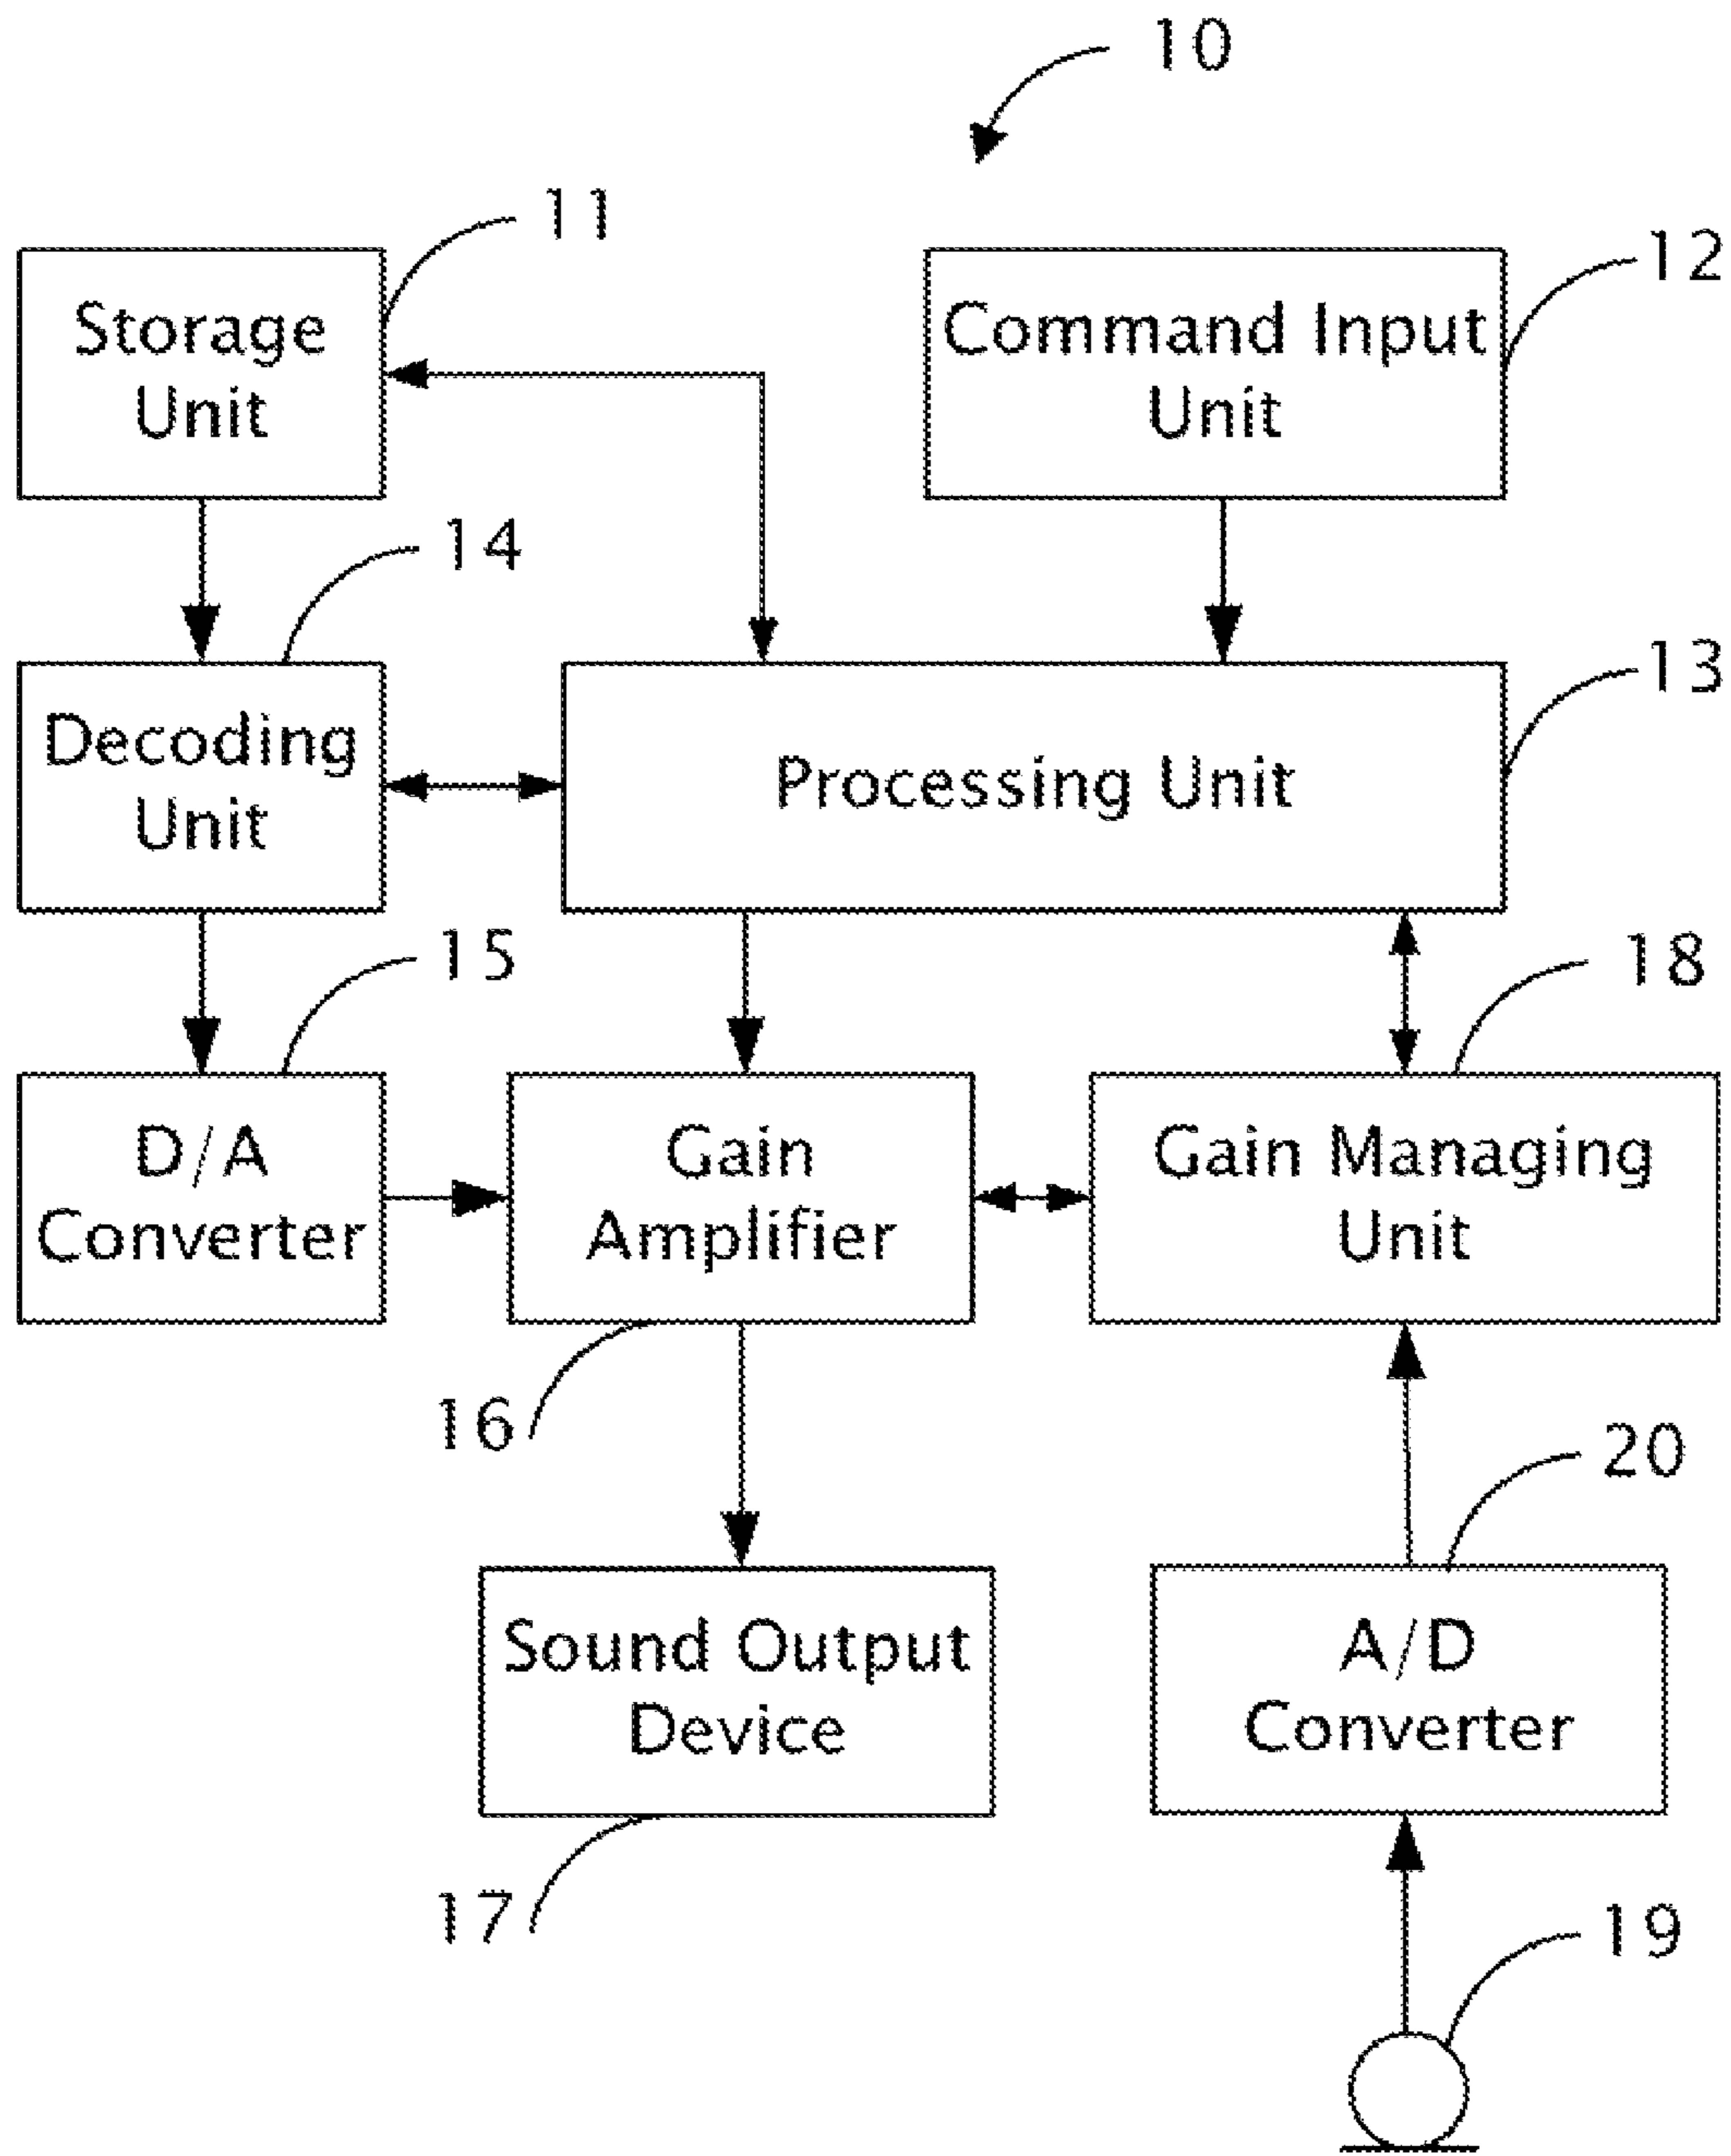 10
11
12
Storage
Unit
Command Input
Unit
14
13
Decoding
Unit
Processing Unit
15
18
D/A
Converter
Gain
Amplifier
Gain Managing
Unit
16
20
Sound Output
Device
A/D
Converter
17
19